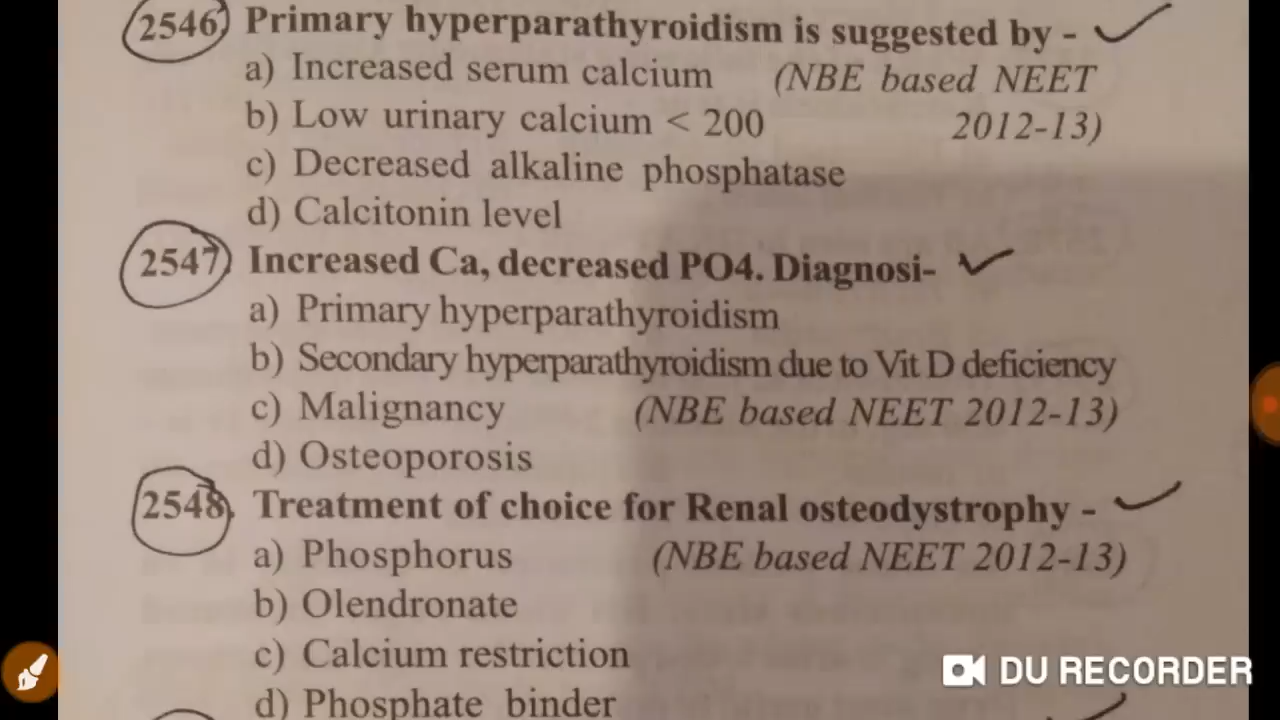 2546. Primary hyperparathyroidism is suggested by -
a) Increased serum calcium (NBE based NEET
b) Low urinary calcium < 200 2012-13)
c) Decreased alkaline phosphatase
d) Calcitonin level
2547. Increased Ca, decreased PO4. Diagnosi-
a) Primary hyperparathyroidism
b) Secondary hyperparathyroidism due to Vit D deficiency
c) Malignancy (NBE based NEET 2012-13)
d) Osteoporosis
2548. Treatment of choice for Renal osteodystrophy -
a) Phosphorus (NBE based NEET 2012-13)
b) Olendronate
c) Calcium restriction
d) Phosphate binder
DU RECORDER